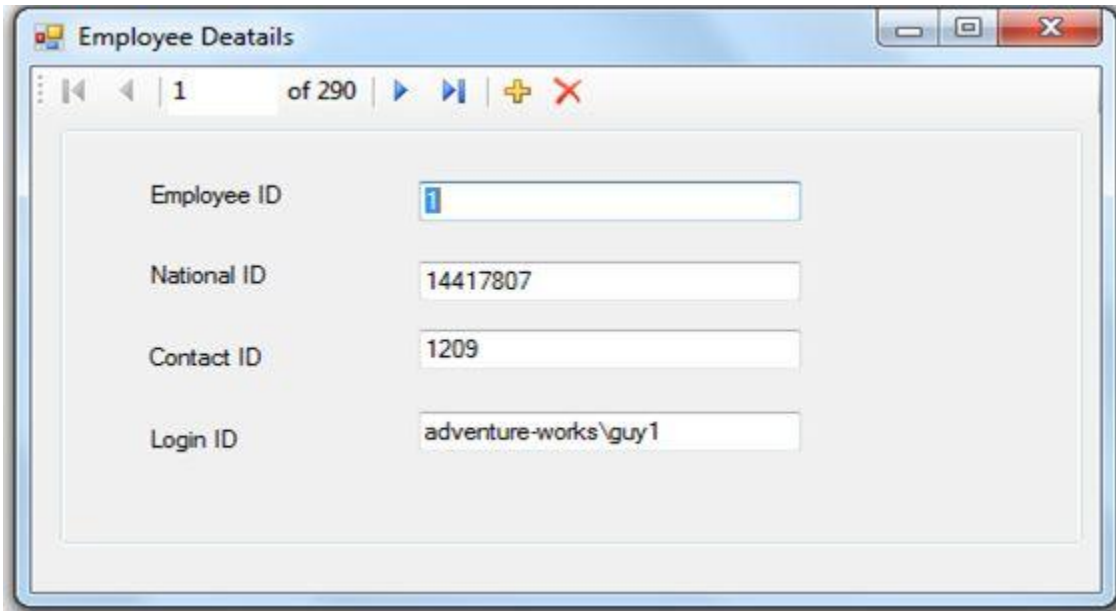 Employee Deatails
1 of 290
Employee ID 1
National ID 14417807
Contact ID 1209
Login ID adventure-works\guy1